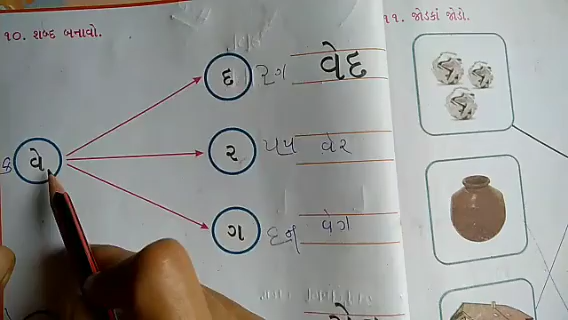 ૧૦. શબ્દ બનાવો.
૧૧. જોડકાં જોડો.
વે
દ
વેદ
ર
વેર
ગ
વેગ